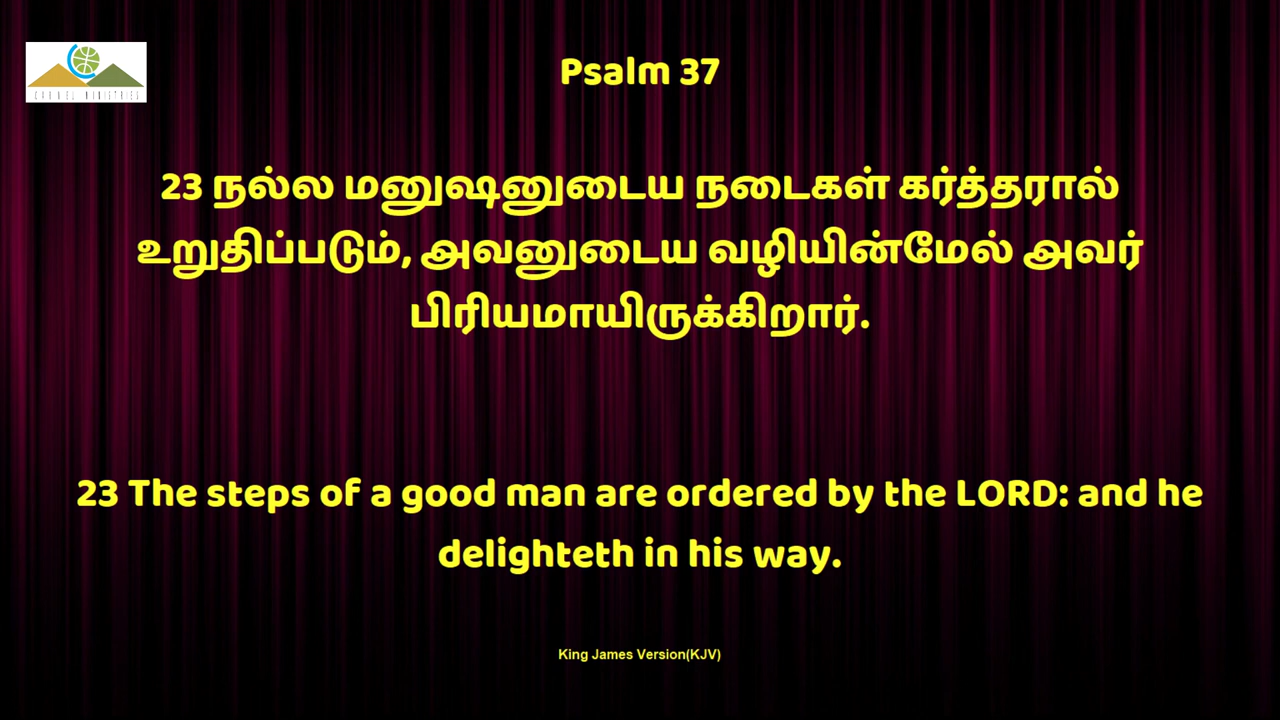 Psalm 37
23 நல்ல மனுஷனுடைய நடைகள் கர்த்தரால்
உறுதிப்படும், அவனுடைய வழியின்மேல் அவர்
பிரியமாயிருக்கிறார்.
23 The steps of a good man are ordered by the LORD: and he
delighteth in his way.
King James Version(KJV)